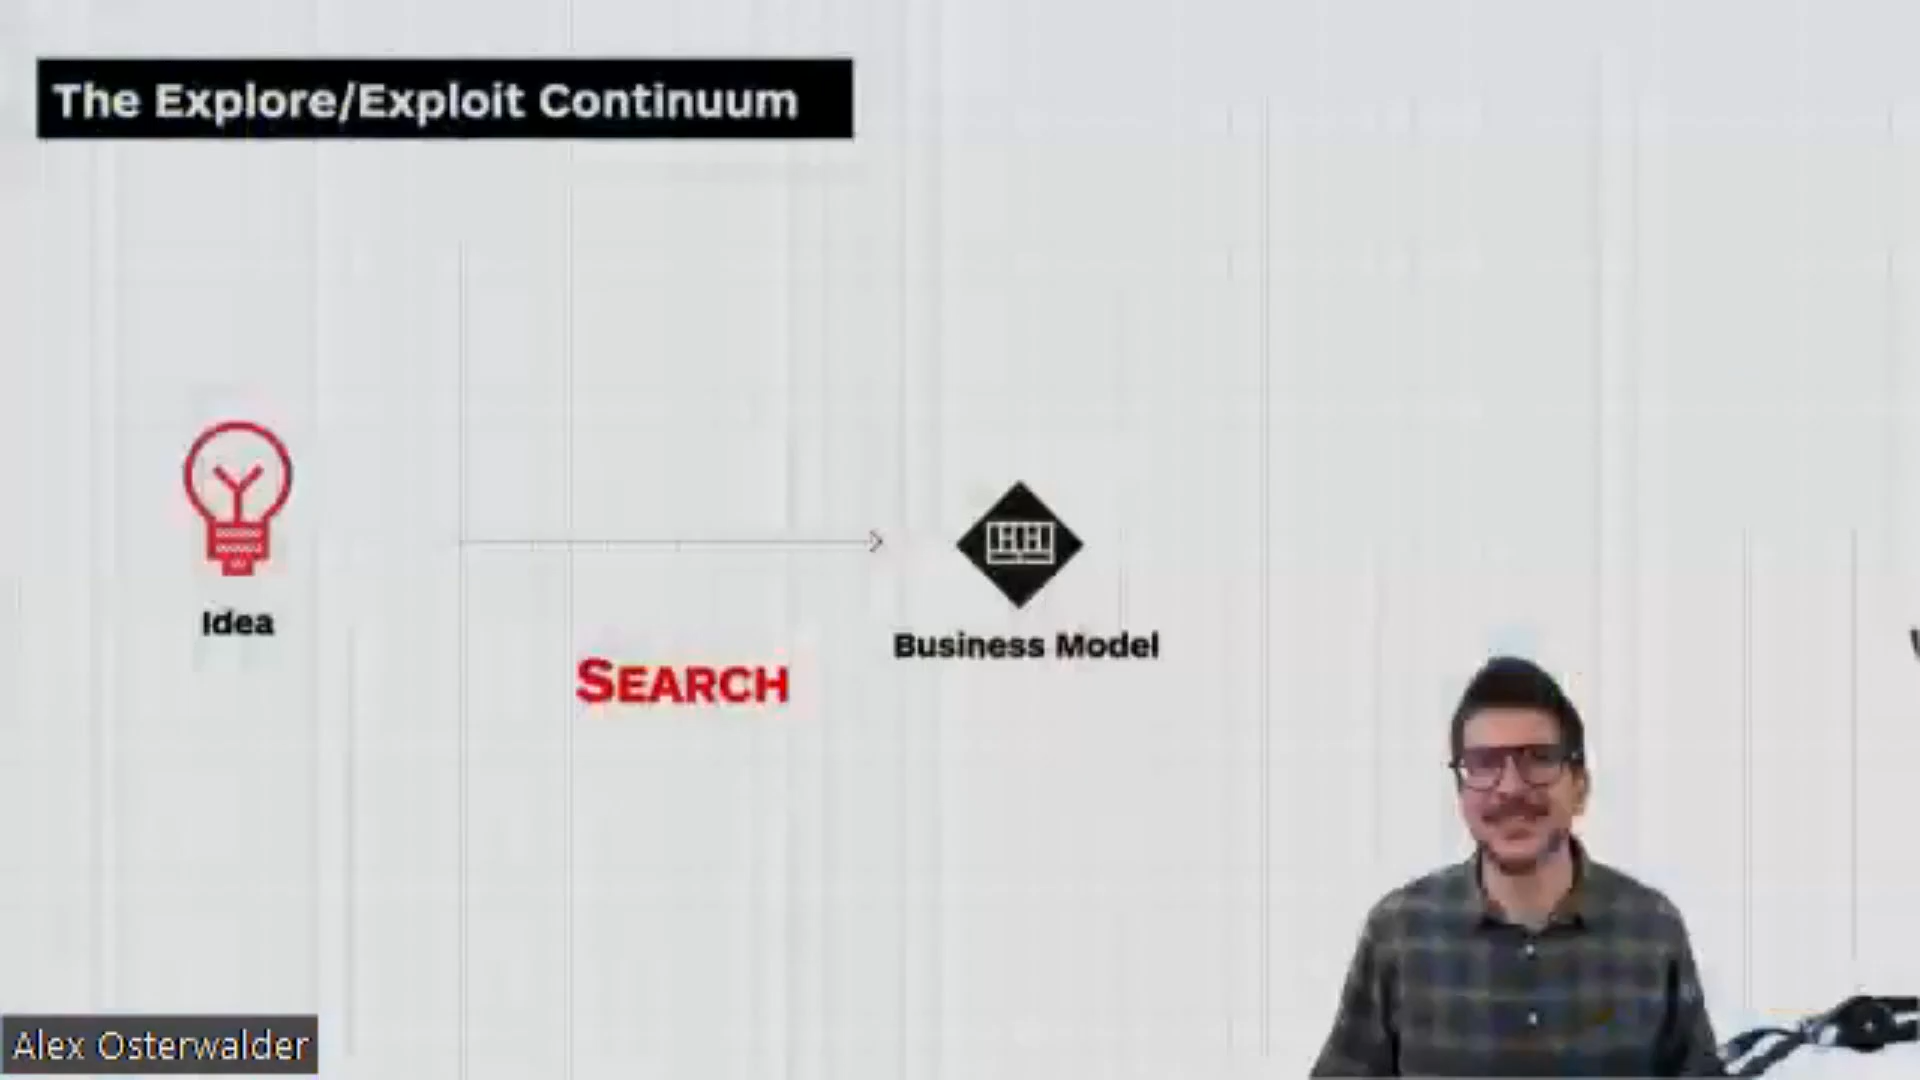 The Explore/Exploit Continuum
Idea
SEARCH
Business Model
Alex Osterwalder